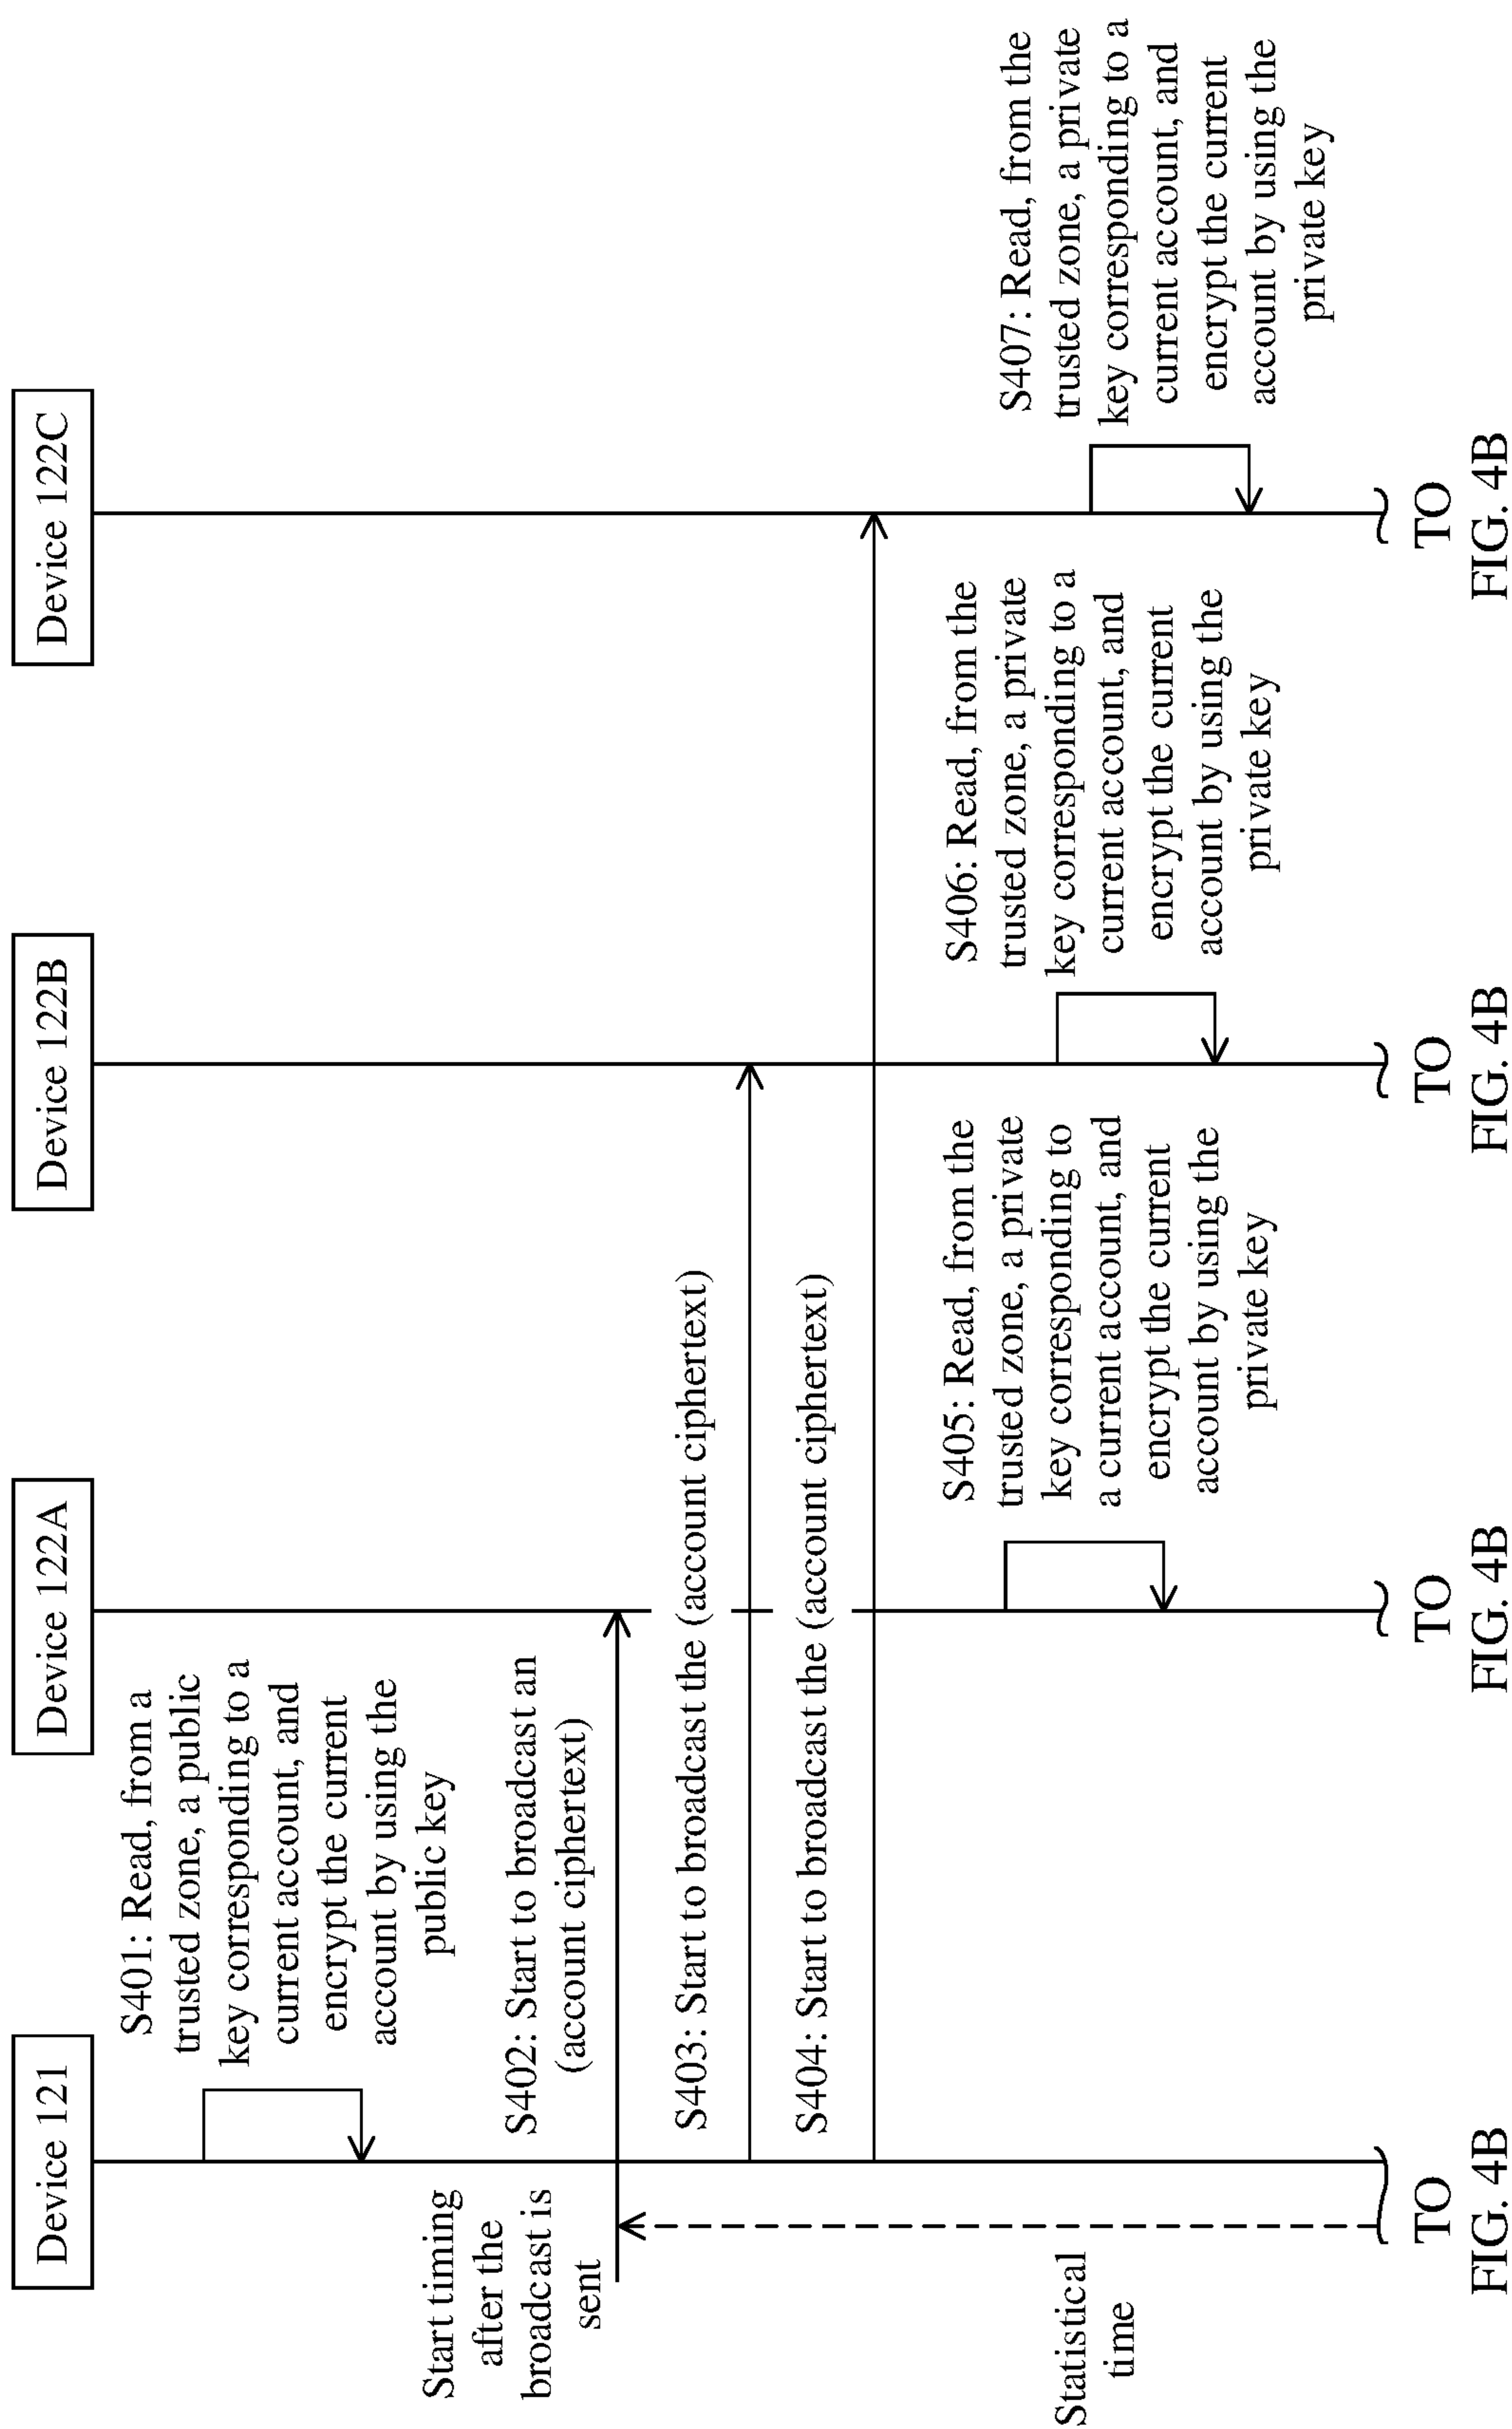 Device 121
Device 122A
Device 122B
Device 122C
S401: Read, from a
trusted zone, a public
key corresponding to a
current account, and
encrypt the current
account by using the
public key
Start timing
after the
broadcast is
sent
S402: Start to broadcast an
(account ciphertext)
S403: Start to broadcast the (account ciphertext)
S404: Start to broadcast the (account ciphertext)
Statistical
time
S405: Read, from the
trusted zone, a private
key corresponding to
a current account, and
encrypt the current
account by using the
private key
S406: Read, from the
trusted zone, a private
key corresponding to a
current account, and
encrypt the current
account by using the
private key
S407: Read, from the
trusted zone, a private
key corresponding to a
current account, and
encrypt the current
account by using the
private key
TO
FIG. 4B
TO
FIG. 4B
TO
FIG. 4B
TO
FIG. 4B